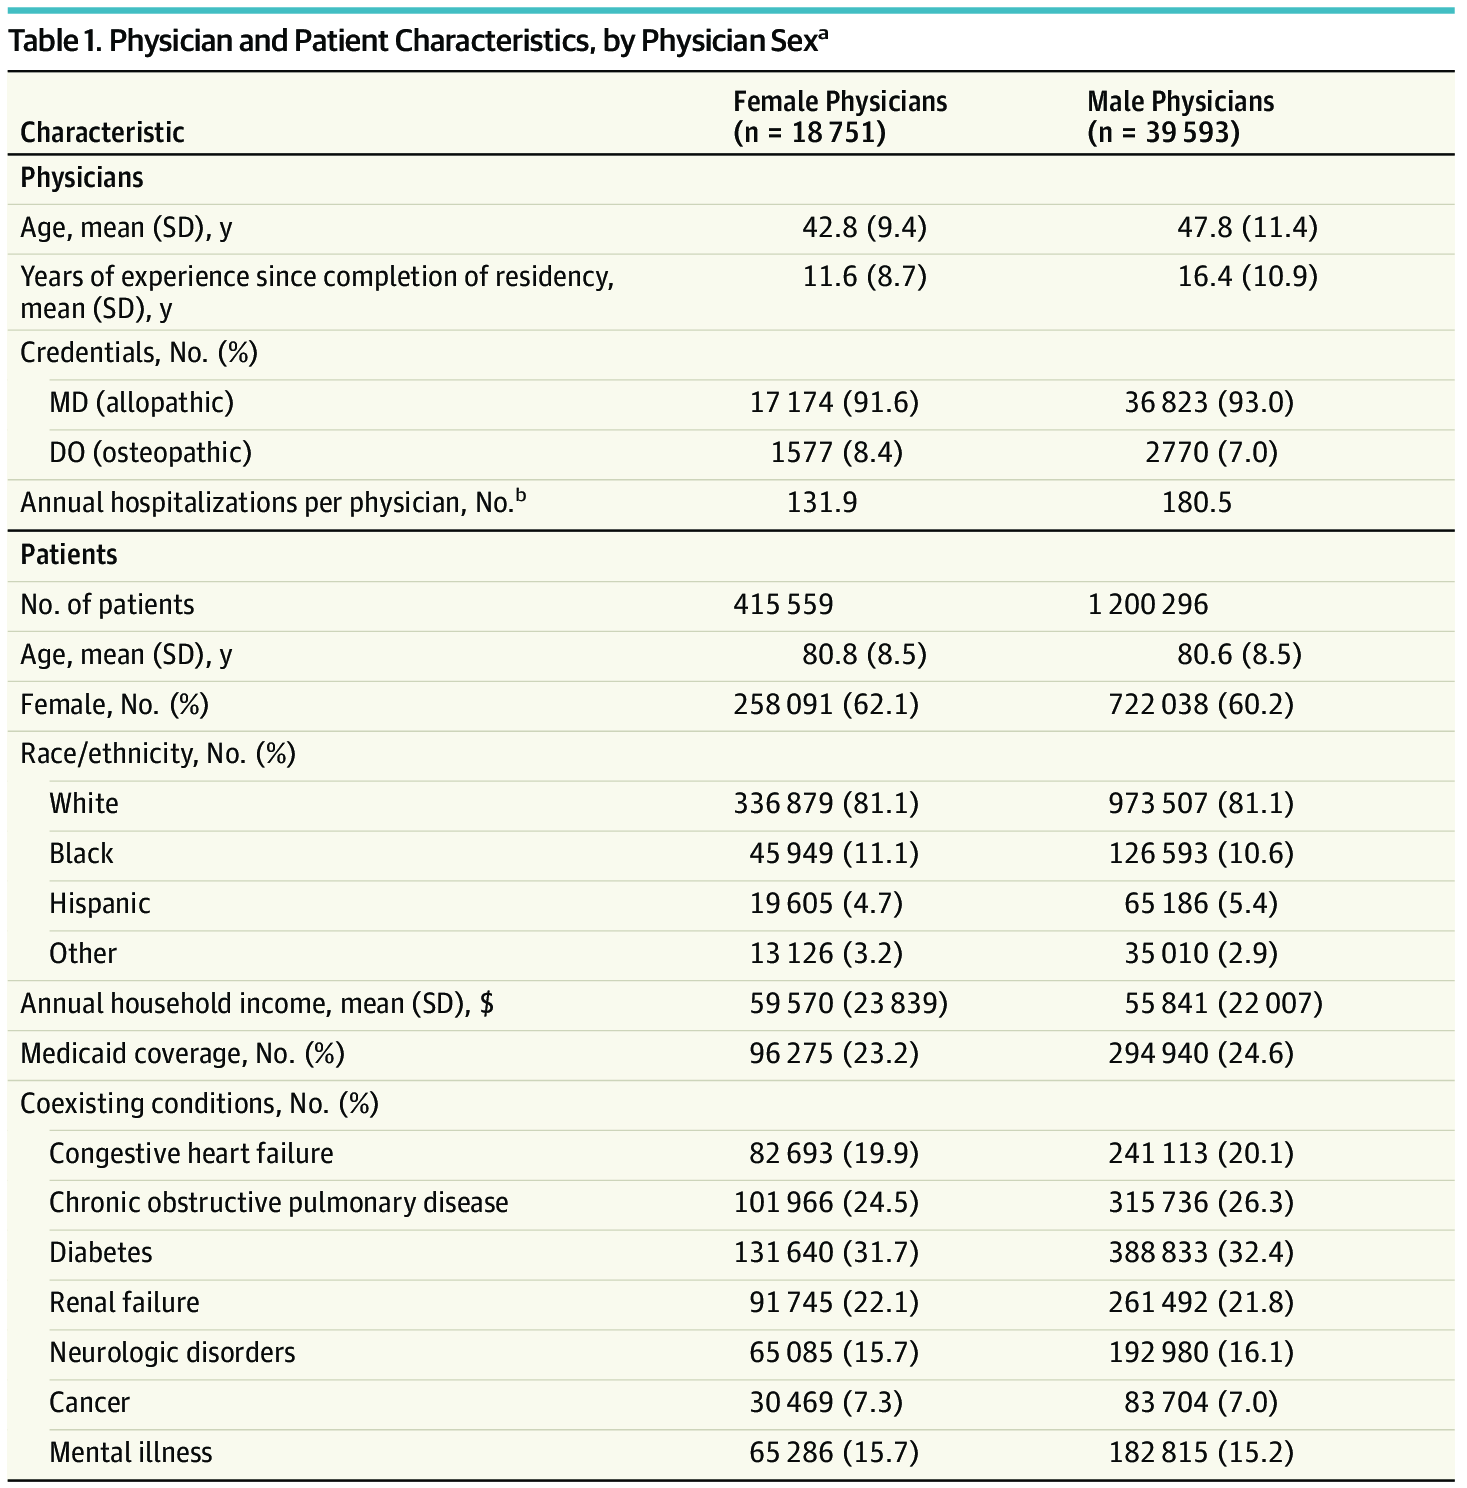 Table 1. Physician and Patient Characteristics, by Physician Sexᵃ
Characteristic Female Physicians (n = 18 751) Male Physicians (n = 39 593)
Physicians
Age, mean (SD), y 42.8 (9.4) 47.8 (11.4)
Years of experience since completion of residency, 11.6 (8.7) 16.4 (10.9)
mean (SD), y
Credentials, No. (%)
MD (allopathic) 17 174 (91.6) 36 823 (93.0)
DO (osteopathic) 1577 (8.4) 2770 (7.0)
Annual hospitalizations per physician, No.ᵇ 131.9 180.5
Patients
No. of patients 415 559 1 200 296
Age, mean (SD), y 80.8 (8.5) 80.6 (8.5)
Female, No. (%) 258 091 (62.1) 722 038 (60.2)
Race/ethnicity, No. (%)
White 336 879 (81.1) 973 507 (81.1)
Black 45 949 (11.1) 126 593 (10.6)
Hispanic 19 605 (4.7) 65 186 (5.4)
Other 13 126 (3.2) 35 010 (2.9)
Annual household income, mean (SD), $ 59 570 (23 839) 55 841 (22 007)
Medicaid coverage, No. (%) 96 275 (23.2) 294 940 (24.6)
Coexisting conditions, No. (%)
Congestive heart failure 82 693 (19.9) 241 113 (20.1)
Chronic obstructive pulmonary disease 101 966 (24.5) 315 736 (26.3)
Diabetes 131 640 (31.7) 388 833 (32.4)
Renal failure 91 745 (22.1) 261 492 (21.8)
Neurologic disorders 65 085 (15.7) 192 980 (16.1)
Cancer 30 469 (7.3) 83 704 (7.0)
Mental illness 65 286 (15.7) 182 815 (15.2)